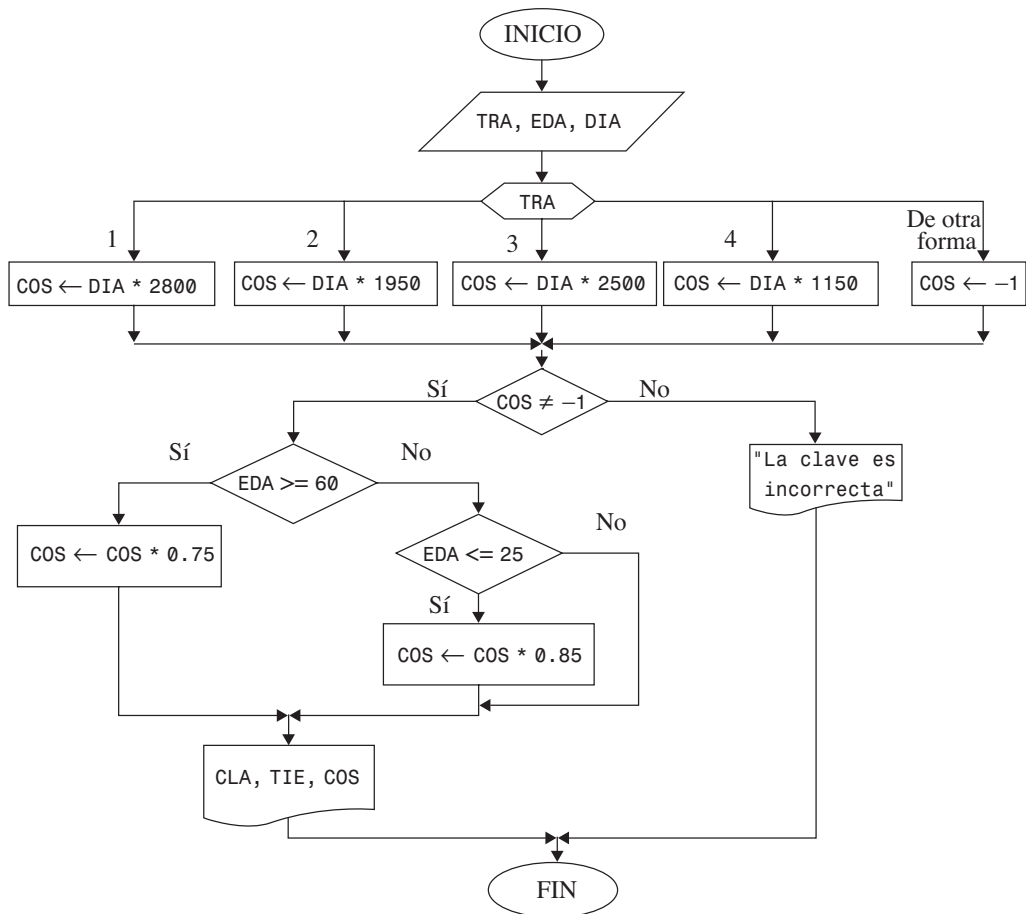 INICIO
TRA, EDA, DIA
TRA
1
2
3
4
De otra
forma
COS ← DIA * 2800
COS ← DIA * 1950
COS ← DIA * 2500
COS ← DIA * 1150
COS ← −1
Sí
COS ≠ −1
No
Sí
EDA >= 60
No
"La clave es
incorrecta"
COS ← COS * 0.75
EDA <= 25
No
Sí
COS ← COS * 0.85
CLA, TIE, COS
FIN